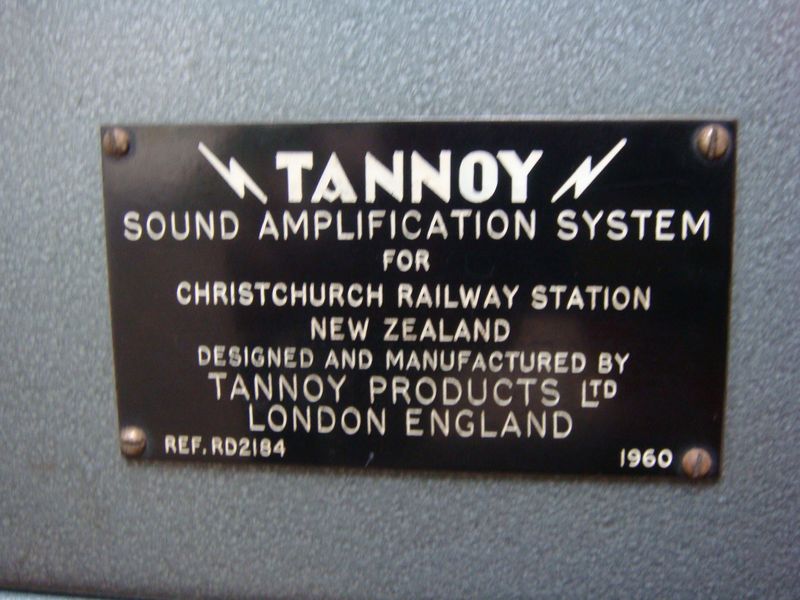 TANNOY
SOUND AMPLIFICATION SYSTEM
FOR
CHRISTCHURCH RAILWAY STATION
NEW ZEALAND
DESIGNED AND MANUFACTURED BY
TANNOY PRODUCTS LTD
LONDON ENGLAND
REF. RD2184 1960